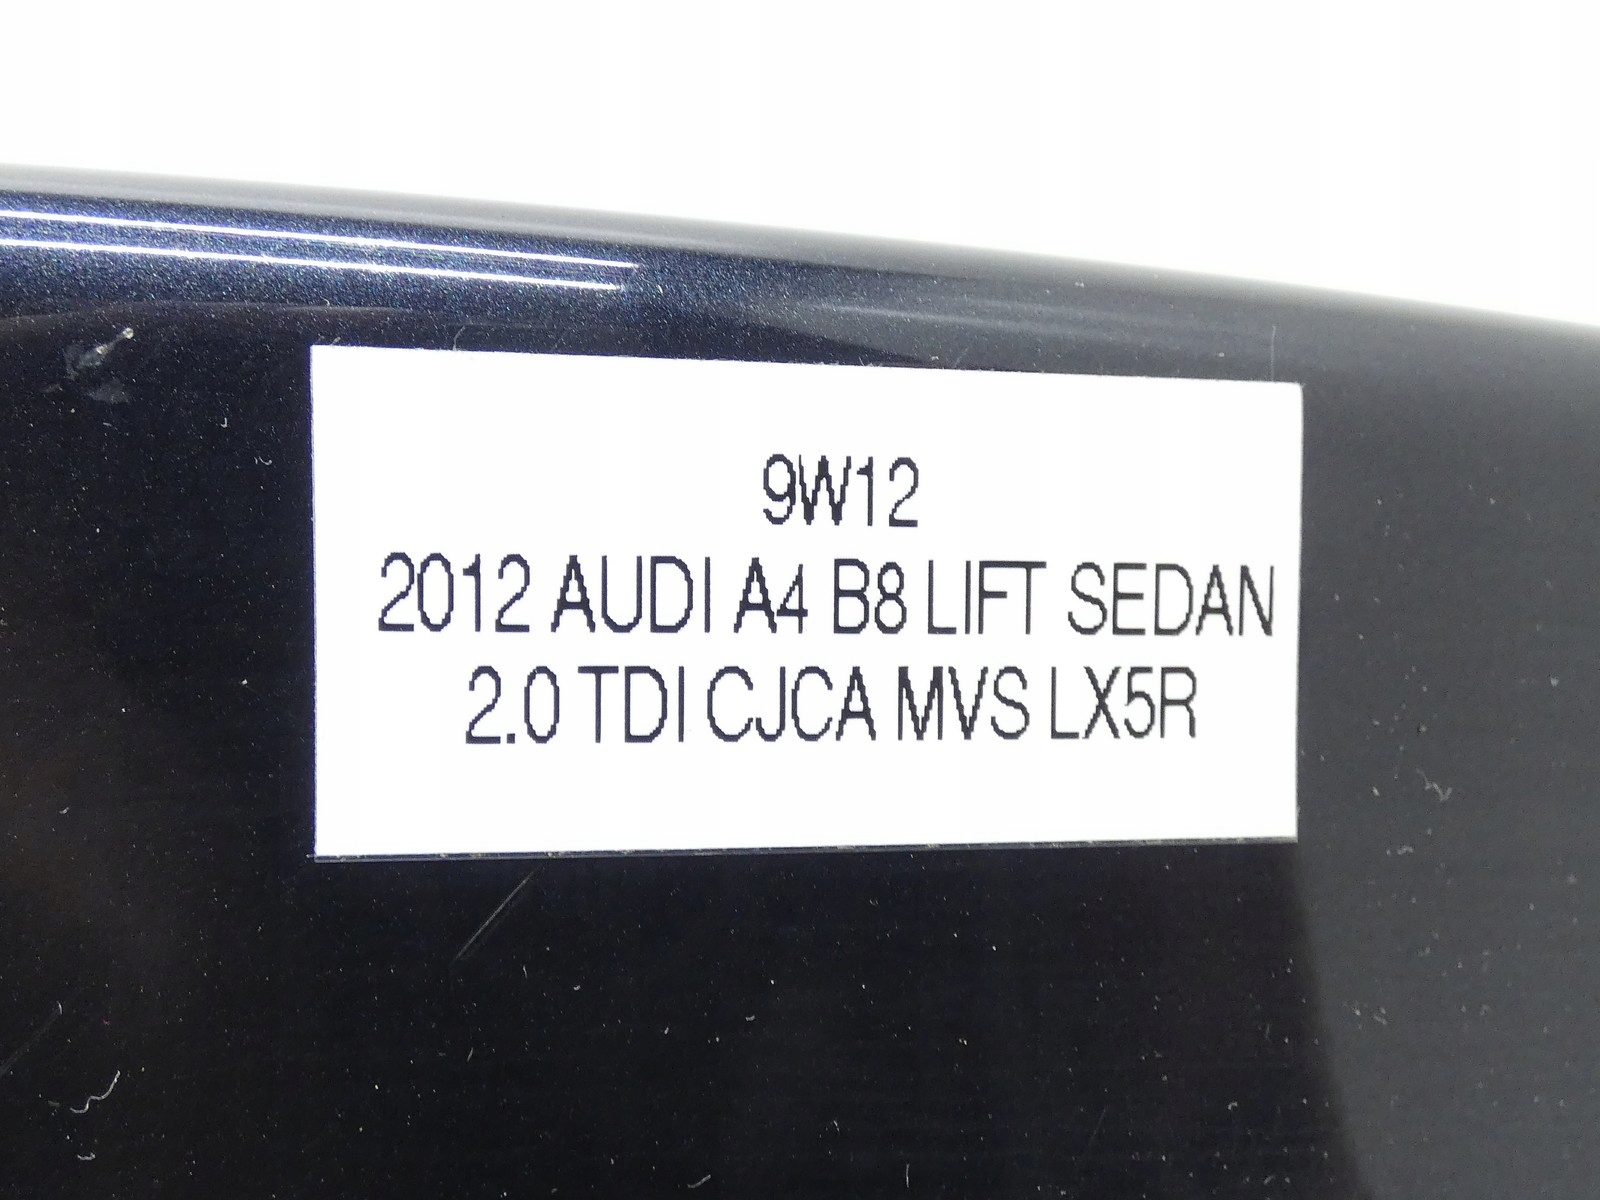 9W12
2012 AUDI A4 B8 LIFT SEDAN
2.0 TDI CJCA MVS LX5R